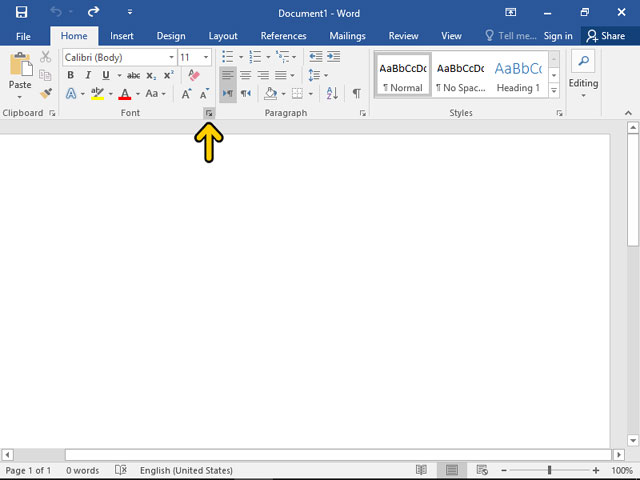 Document1 - Word
File Home Insert Design Layout References Mailings Review View Tell me... Sign in Share
Calibri (Body) 11
Paste
B I U abc x₂ x²
A aby A Aa A A
AaBbCcDc AaBbCcDc AaBbCc
¶ Normal ¶ No Spac... Heading 1
Editing
Clipboard Font Paragraph Styles
Page 1 of 1 0 words English (United States) 100%